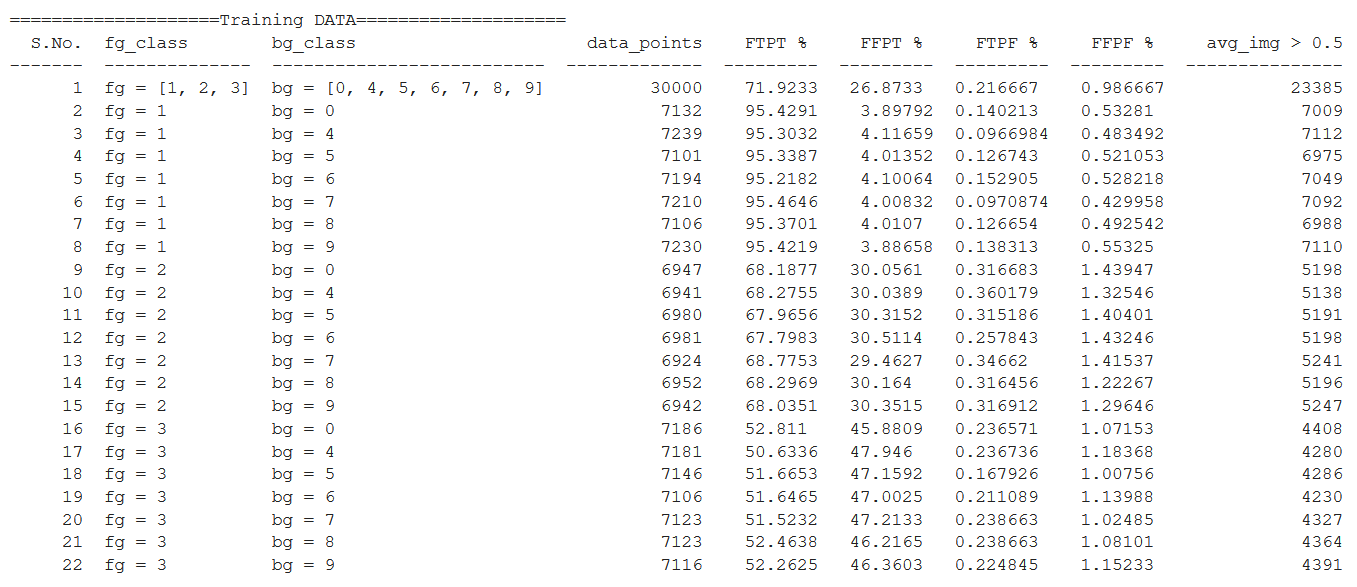 ====================Training DATA====================
S.No.  fg_class        bg_class                      data_points    FTPT %    FFPT %     FTPF %    FFPF %    avg_img > 0.5
-------  --------------  --------------------------  -------------  ---------  ---------  ---------  ---------  ---------------
1  fg = [1, 2, 3]  bg = [0, 4, 5, 6, 7, 8, 9]  30000  71.9233  26.8733  0.216667  0.986667  23385
2  fg = 1  bg = 0  7132  95.4291  3.89792  0.140213  0.53281  7009
3  fg = 1  bg = 4  7239  95.3032  4.11659  0.0966984  0.483492  7112
4  fg = 1  bg = 5  7101  95.3387  4.01352  0.126743  0.521053  6975
5  fg = 1  bg = 6  7194  95.2182  4.10064  0.152905  0.528218  7049
6  fg = 1  bg = 7  7210  95.4646  4.00832  0.0970874  0.429958  7092
7  fg = 1  bg = 8  7106  95.3701  4.0107  0.126654  0.492542  6988
8  fg = 1  bg = 9  7230  95.4219  3.88658  0.138313  0.55325  7110
9  fg = 2  bg = 0  6947  68.1877  30.0561  0.316683  1.43947  5198
10  fg = 2  bg = 4  6941  68.2755  30.0389  0.360179  1.32546  5138
11  fg = 2  bg = 5  6980  67.9656  30.3152  0.315186  1.40401  5191
12  fg = 2  bg = 6  6981  67.7983  30.5114  0.257843  1.43246  5198
13  fg = 2  bg = 7  6924  68.7753  29.4627  0.34662  1.41537  5241
14  fg = 2  bg = 8  6952  68.2969  30.164  0.316456  1.22267  5196
15  fg = 2  bg = 9  6942  68.0351  30.3515  0.316912  1.29646  5247
16  fg = 3  bg = 0  7186  52.811  45.8809  0.236571  1.07153  4408
17  fg = 3  bg = 4  7181  50.6336  47.946  0.236736  1.18368  4280
18  fg = 3  bg = 5  7146  51.6653  47.1592  0.167926  1.00756  4286
19  fg = 3  bg = 6  7106  51.6465  47.0025  0.211089  1.13988  4230
20  fg = 3  bg = 7  7123  51.5232  47.2133  0.238663  1.02485  4327
21  fg = 3  bg = 8  7123  52.4638  46.2165  0.238663  1.08101  4364
22  fg = 3  bg = 9  7116  52.2625  46.3603  0.224845  1.15233  4391